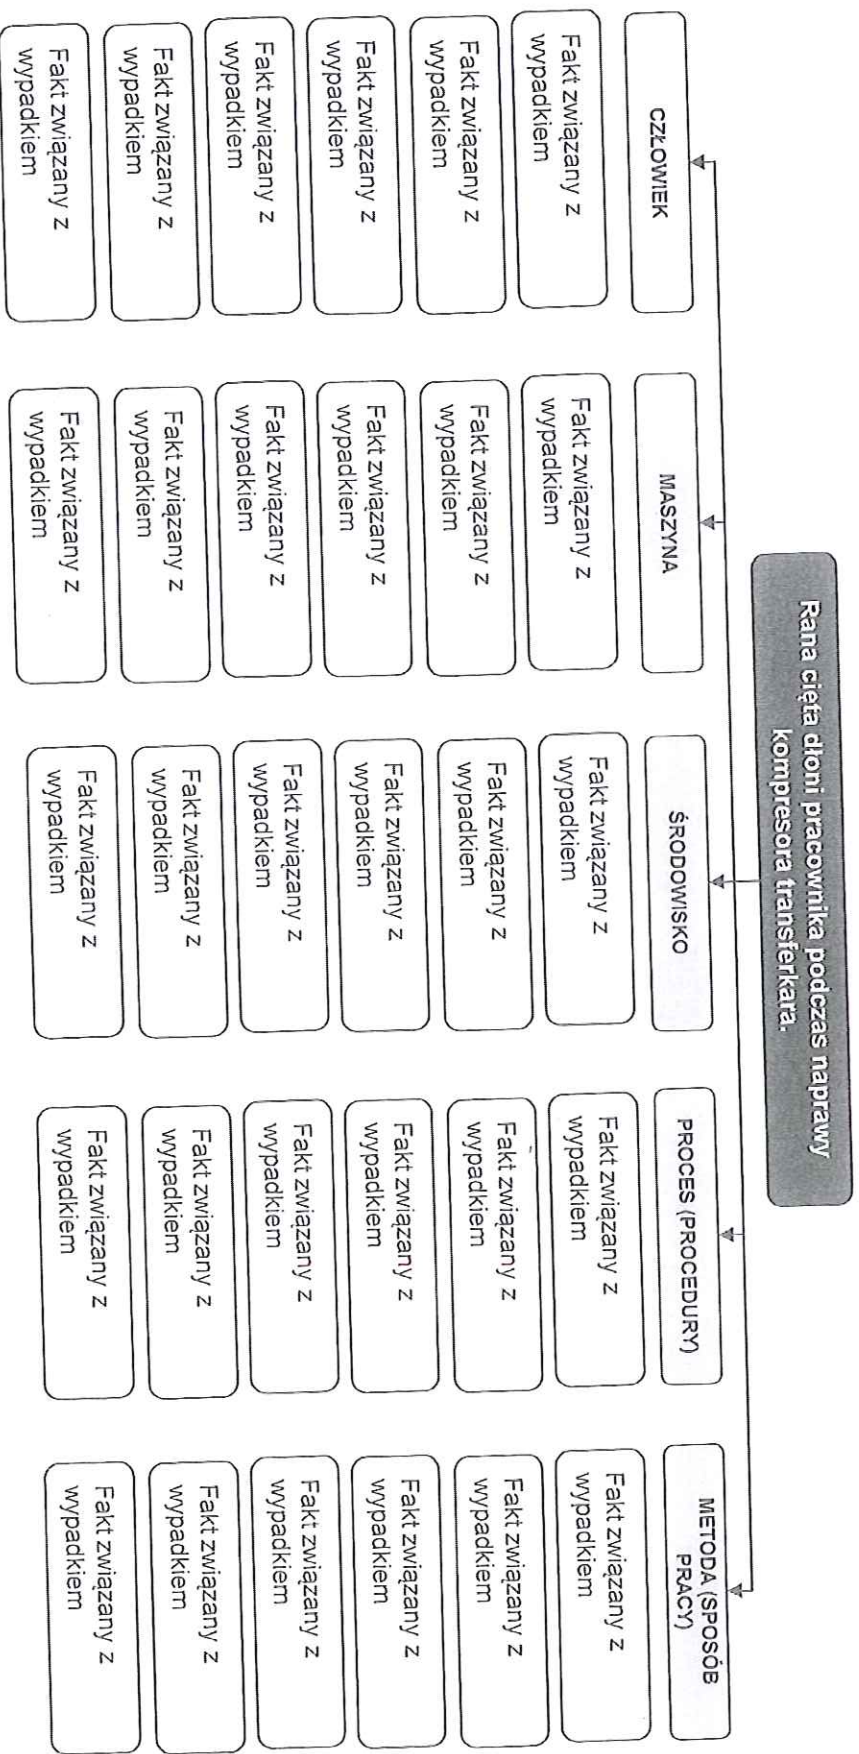 Rana cięta dłoni pracownika podczas naprawy
kompresora transferkara.
CZŁOWIEK
Fakt związany z
wypadkiem
Fakt związany z
wypadkiem
Fakt związany z
wypadkiem
Fakt związany z
wypadkiem
Fakt związany z
wypadkiem
Fakt związany z
wypadkiem
MASZYNA
Fakt związany z
wypadkiem
Fakt związany z
wypadkiem
Fakt związany z
wypadkiem
Fakt związany z
wypadkiem
Fakt związany z
wypadkiem
Fakt związany z
wypadkiem
ŚRODOWISKO
Fakt związany z
wypadkiem
Fakt związany z
wypadkiem
Fakt związany z
wypadkiem
Fakt związany z
wypadkiem
Fakt związany z
wypadkiem
Fakt związany z
wypadkiem
PROCES (PROCEDURY)
Fakt związany z
wypadkiem
Fakt związany z
wypadkiem
Fakt związany z
wypadkiem
Fakt związany z
wypadkiem
Fakt związany z
wypadkiem
Fakt związany z
wypadkiem
METODA (SPOSÓB
PRACY)
Fakt związany z
wypadkiem
Fakt związany z
wypadkiem
Fakt związany z
wypadkiem
Fakt związany z
wypadkiem
Fakt związany z
wypadkiem
Fakt związany z
wypadkiem